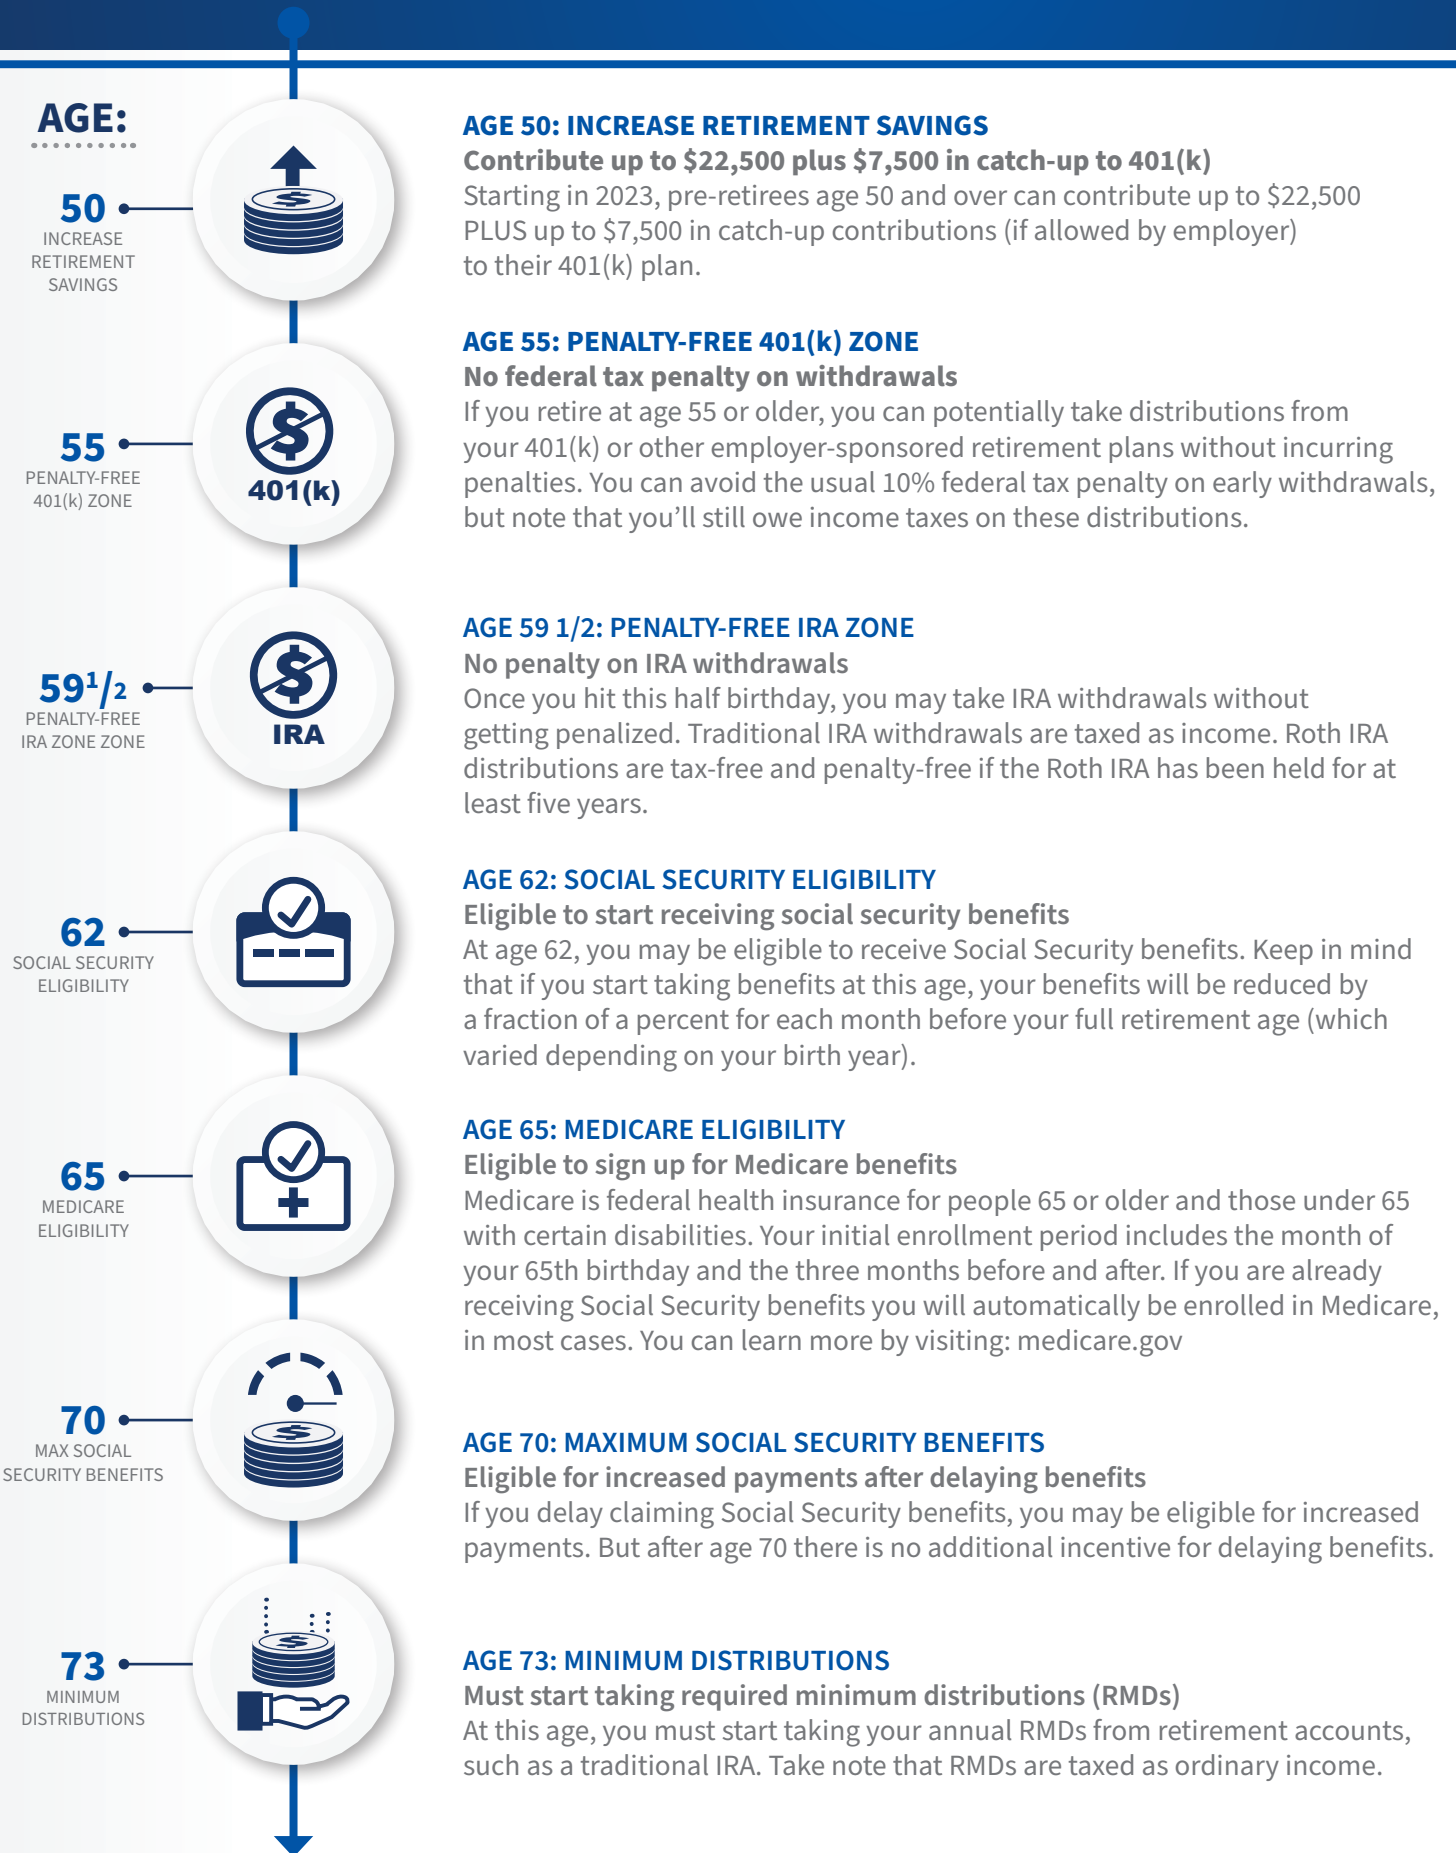 AGE:
50
INCREASE
RETIREMENT
SAVINGS
AGE 50: INCREASE RETIREMENT SAVINGS
Contribute up to $22,500 plus $7,500 in catch-up to 401(k)
Starting in 2023, pre-retirees age 50 and over can contribute up to $22,500
PLUS up to $7,500 in catch-up contributions (if allowed by employer)
to their 401(k) plan.
55
PENALTY-FREE
401(k) ZONE
$
401(k)
AGE 55: PENALTY-FREE 401(k) ZONE
No federal tax penalty on withdrawals
If you retire at age 55 or older, you can potentially take distributions from
your 401(k) or other employer-sponsored retirement plans without incurring
penalties. You can avoid the usual 10% federal tax penalty on early withdrawals,
but note that you’ll still owe income taxes on these distributions.
59¹/₂
PENALTY-FREE
IRA ZONE ZONE
$
IRA
AGE 59 1/2: PENALTY-FREE IRA ZONE
No penalty on IRA withdrawals
Once you hit this half birthday, you may take IRA withdrawals without
getting penalized. Traditional IRA withdrawals are taxed as income. Roth IRA
distributions are tax-free and penalty-free if the Roth IRA has been held for at
least five years.
62
SOCIAL SECURITY
ELIGIBILITY
AGE 62: SOCIAL SECURITY ELIGIBILITY
Eligible to start receiving social security benefits
At age 62, you may be eligible to receive Social Security benefits. Keep in mind
that if you start taking benefits at this age, your benefits will be reduced by
a fraction of a percent for each month before your full retirement age (which
varied depending on your birth year).
65
MEDICARE
ELIGIBILITY
AGE 65: MEDICARE ELIGIBILITY
Eligible to sign up for Medicare benefits
Medicare is federal health insurance for people 65 or older and those under 65
with certain disabilities. Your initial enrollment period includes the month of
your 65th birthday and the three months before and after. If you are already
receiving Social Security benefits you will automatically be enrolled in Medicare,
in most cases. You can learn more by visiting: medicare.gov
70
MAX SOCIAL
SECURITY BENEFITS
$
AGE 70: MAXIMUM SOCIAL SECURITY BENEFITS
Eligible for increased payments after delaying benefits
If you delay claiming Social Security benefits, you may be eligible for increased
payments. But after age 70 there is no additional incentive for delaying benefits.
73
MINIMUM
DISTRIBUTIONS
$
AGE 73: MINIMUM DISTRIBUTIONS
Must start taking required minimum distributions (RMDs)
At this age, you must start taking your annual RMDs from retirement accounts,
such as a traditional IRA. Take note that RMDs are taxed as ordinary income.